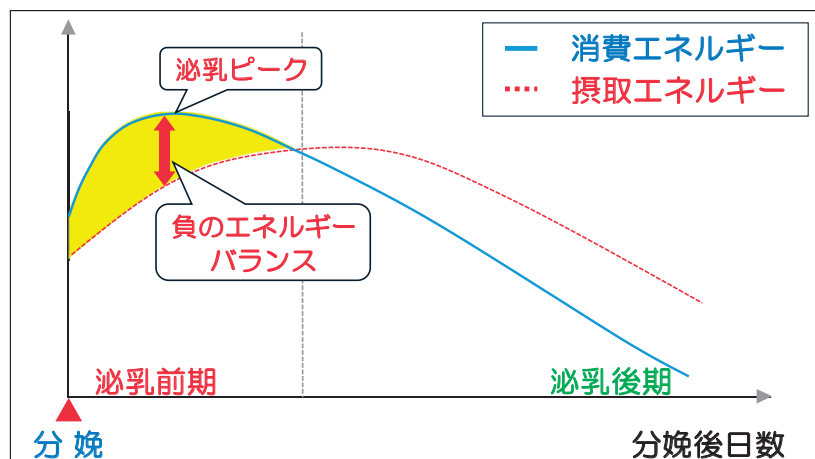 消費エネルギー
摂取エネルギー
泌乳ピーク
負のエネルギー
バランス
泌乳前期
泌乳後期
分 娩
分娩後日数